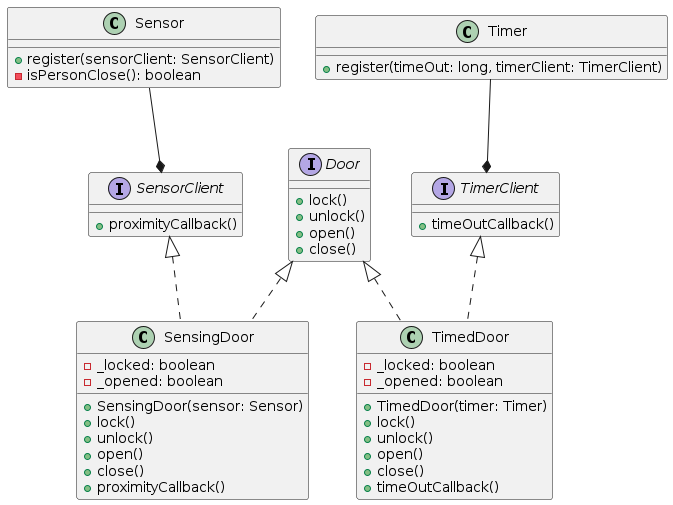 C Sensor
register(sensorClient: SensorClient)
isPersonClose(): boolean
C Timer
register(timeOut: long, timerClient: TimerClient)
I SensorClient
proximityCallback()
I Door
lock()
unlock()
open()
close()
I TimerClient
timeOutCallback()
C SensingDoor
_locked: boolean
_opened: boolean
SensingDoor(sensor: Sensor)
lock()
unlock()
open()
close()
proximityCallback()
C TimedDoor
_locked: boolean
_opened: boolean
TimedDoor(timer: Timer)
lock()
unlock()
open()
close()
timeOutCallback()